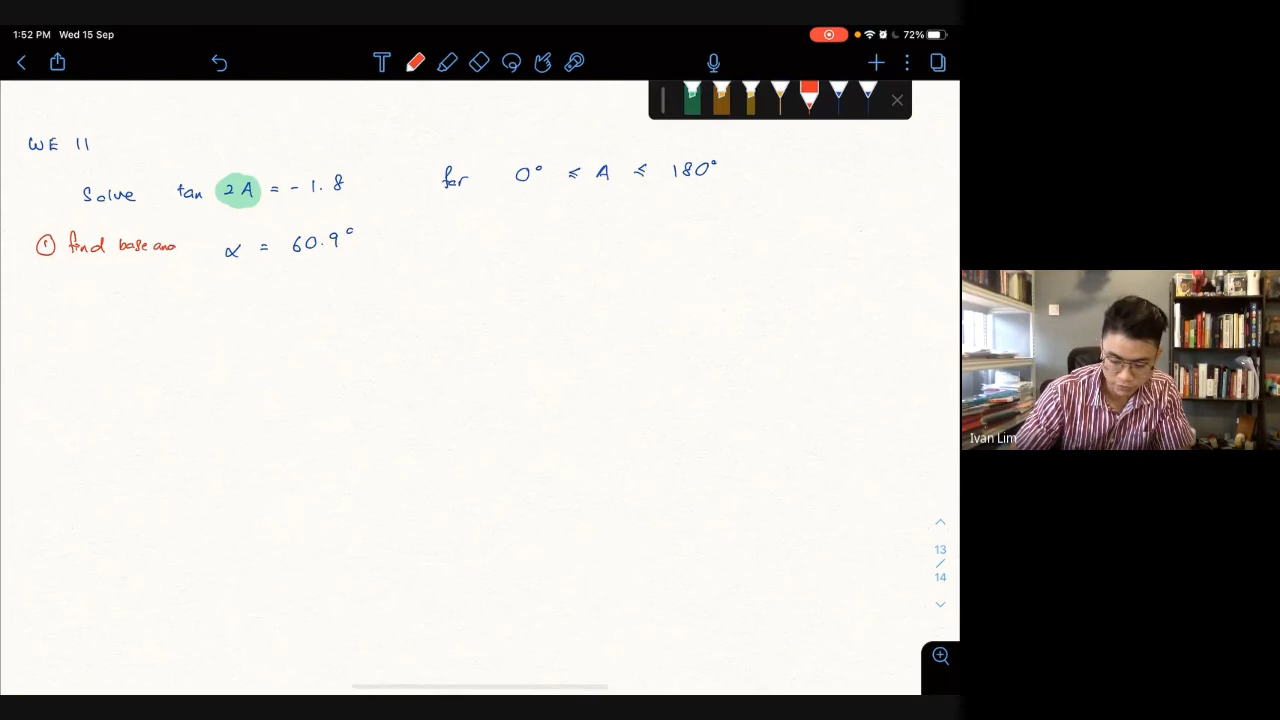 1:52 PM Wed 15 Sep
72%
WE 11
Solve tan 2A = - 1.8 for 0° ≤ A ≤ 180°
① find base ang α = 60.9°
Ivan Lim
13
/
14